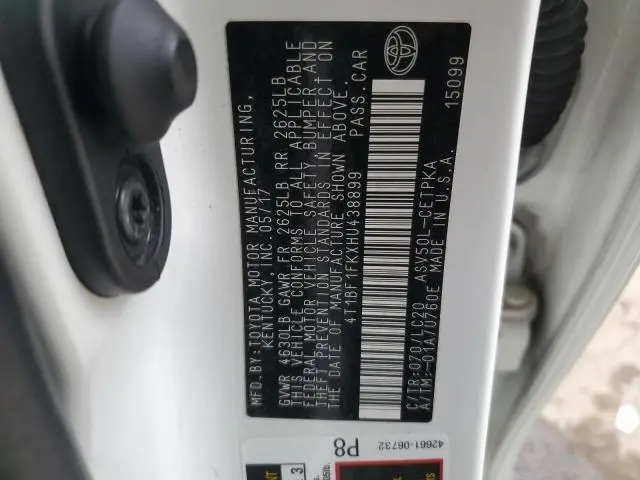 MFD.BY:TOYOTA MOTOR MANUFACTURING,
KENTUCKY, INC. 05/17
GVWR 4630LB GAWR FR 2625LB RR 2625LB
THIS VEHICLE CONFORMS TO ALL APPLICABLE
FEDERAL MOTOR VEHICLE SAFETY, BUMPER AND
THEFT PREVENTION STANDARDS IN EFFECT ON
THE DATE OF MANUFACTURE SHOWN ABOVE.
4T1BF1FKXHU438899 PASS.CAR
C/TR:070/LC20 ASV50L-CETPKA
A/TM:-01A/U760E MADE IN U.S.A. 15099
42661-06732
P8
3